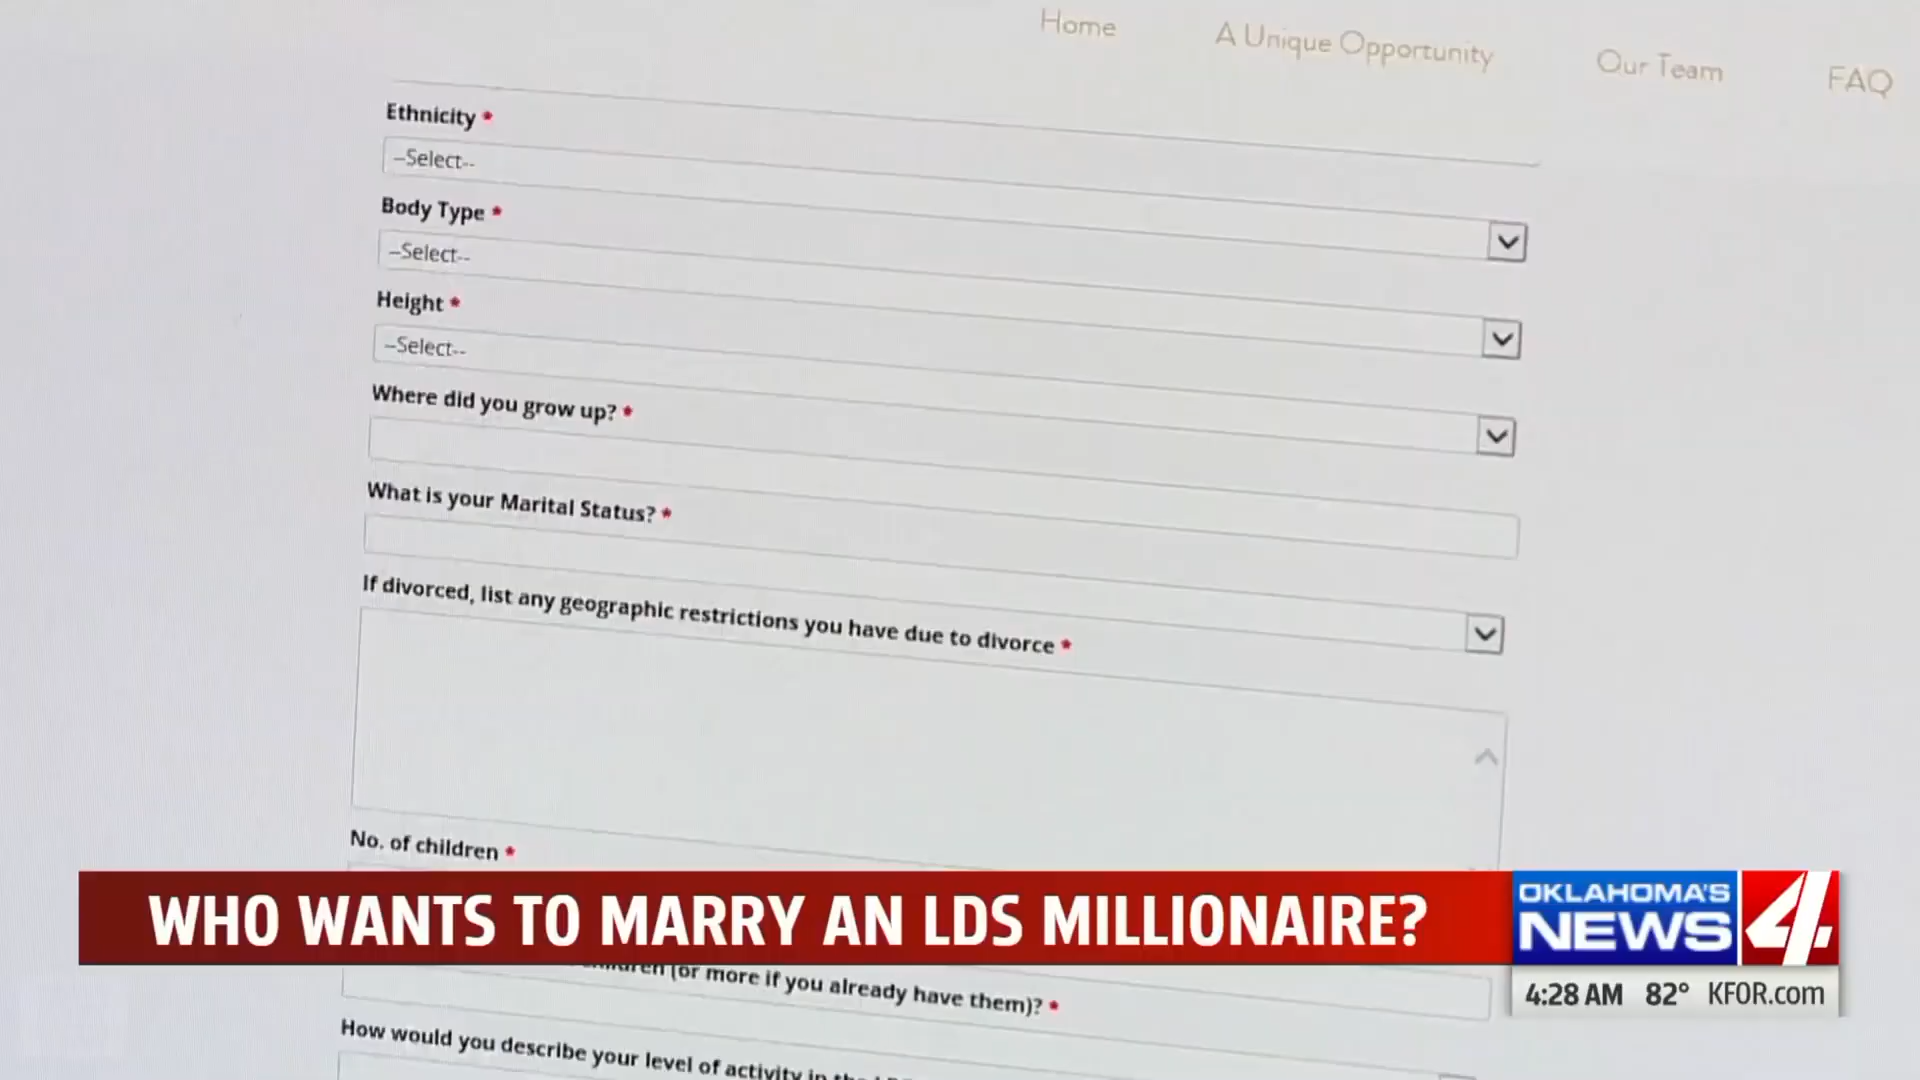 Home A Unique Opportunity Our Team FAQ
Ethnicity *
--Select--
Body Type *
--Select--
Height *
--Select--
Where did you grow up? *
What is your Marital Status? *
If divorced, list any geographic restrictions you have due to divorce *
No. of children *
WHO WANTS TO MARRY AN LDS MILLIONAIRE?
OKLAHOMA'S
NEWS 4
(or more if you already have them)? *
4:28 AM 82° KFOR.com
How would you describe your level of activity in